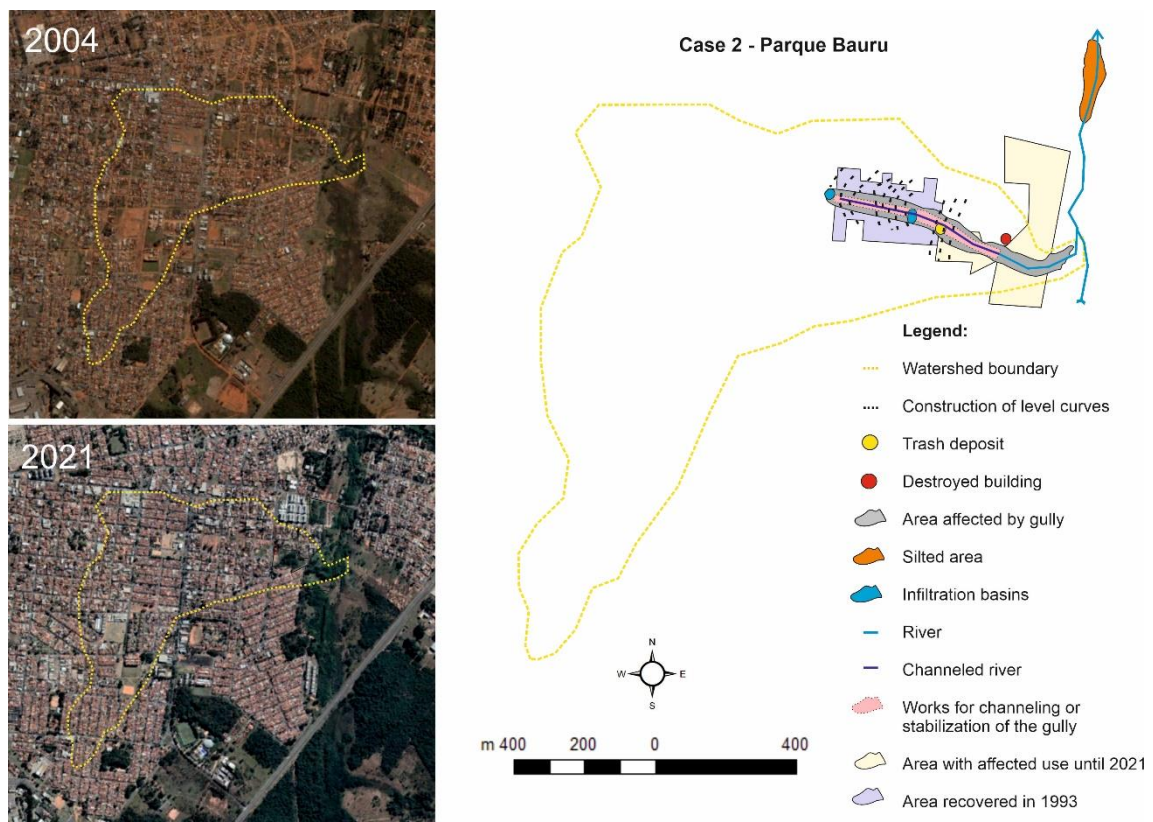 2004
2021
Case 2 - Parque Bauru
Legend:
Watershed boundary
Construction of level curves
Trash deposit
Destroyed building
Area affected by gully
Silted area
Infiltration basins
River
Channeled river
Works for channeling or
stabilization of the gully
Area with affected use until 2021
Area recovered in 1993
N
W E
S
m 400 200 0 400